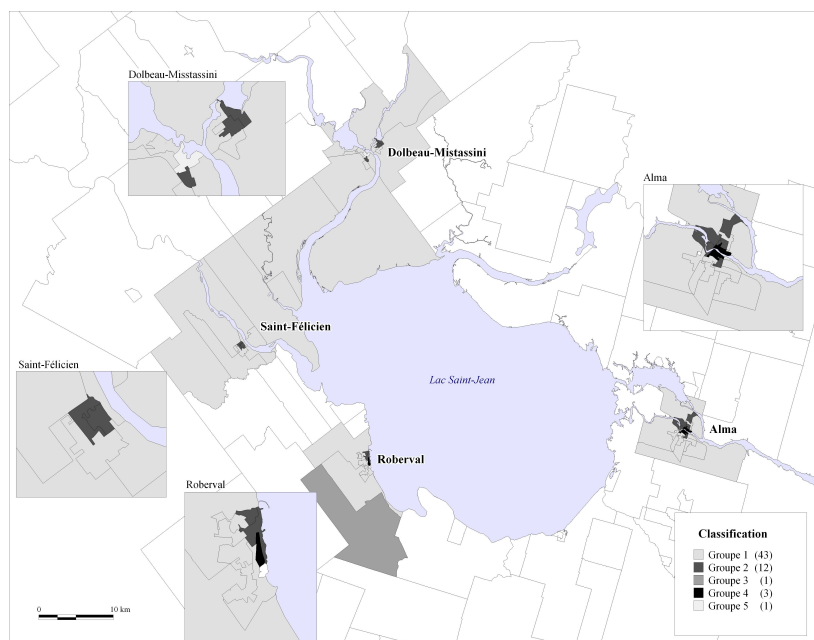 Dolbeau-Misstassini
Dolbeau-Mistassini
Alma
Saint-Félicien
Saint-Félicien
Lac Saint-Jean
Alma
Roberval
Roberval
Classification
Groupe 1 (43)
Groupe 2 (12)
Groupe 3 (1)
Groupe 4 (3)
Groupe 5 (1)
0 10 km